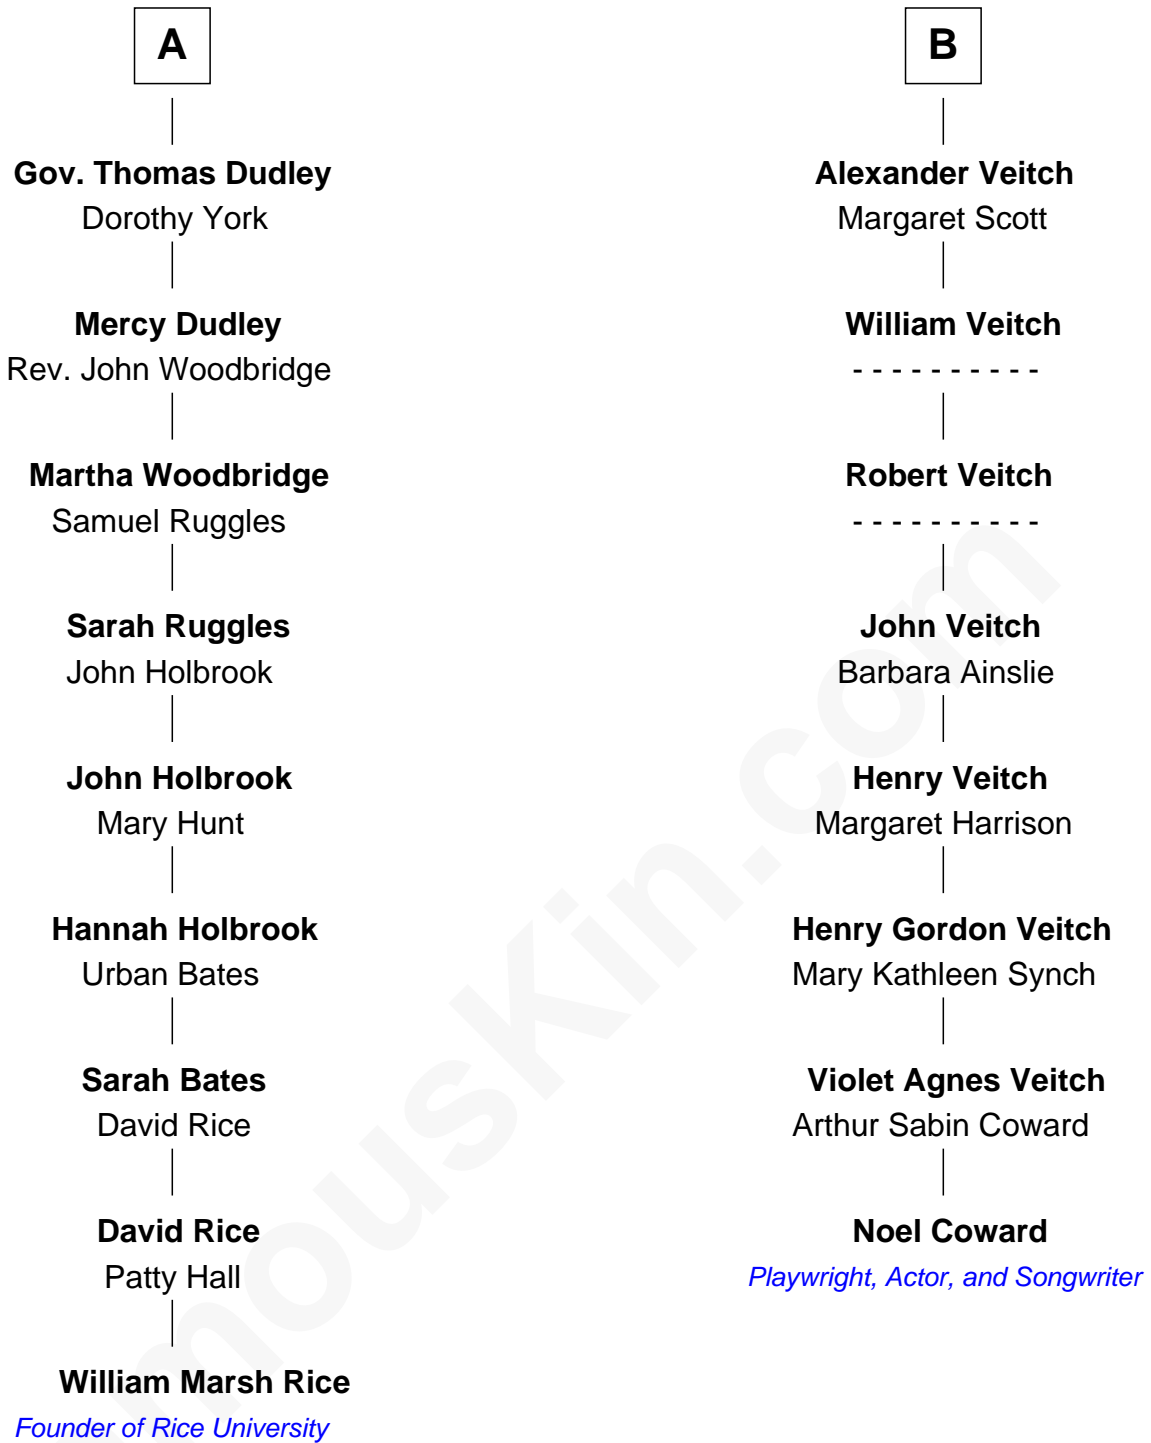 A
Gov. Thomas Dudley
Dorothy York
Mercy Dudley
Rev. John Woodbridge
Martha Woodbridge
Samuel Ruggles
Sarah Ruggles
John Holbrook
John Holbrook
Mary Hunt
Hannah Holbrook
Urban Bates
Sarah Bates
David Rice
David Rice
Patty Hall
William Marsh Rice
Founder of Rice University
B
Alexander Veitch
Margaret Scott
William Veitch
- - - - - - - - - -
Robert Veitch
- - - - - - - - - -
John Veitch
Barbara Ainslie
Henry Veitch
Margaret Harrison
Henry Gordon Veitch
Mary Kathleen Synch
Violet Agnes Veitch
Arthur Sabin Coward
Noel Coward
Playwright, Actor, and Songwriter
mousKin.com